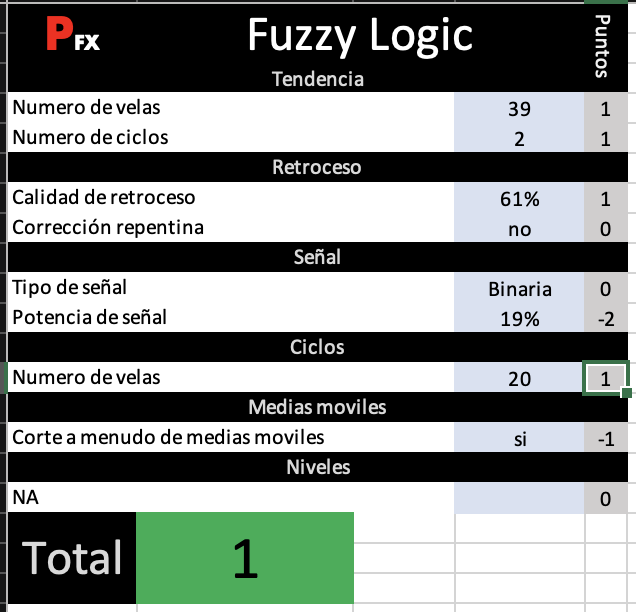 PFX Fuzzy Logic Puntos
Tendencia
Numero de velas 39 1
Numero de ciclos 2 1
Retroceso
Calidad de retroceso 61% 1
Corrección repentina no 0
Señal
Tipo de señal Binaria 0
Potencia de señal 19% -2
Ciclos
Numero de velas 20 1
Medias moviles
Corte a menudo de medias moviles si -1
Niveles
NA 0
Total 1